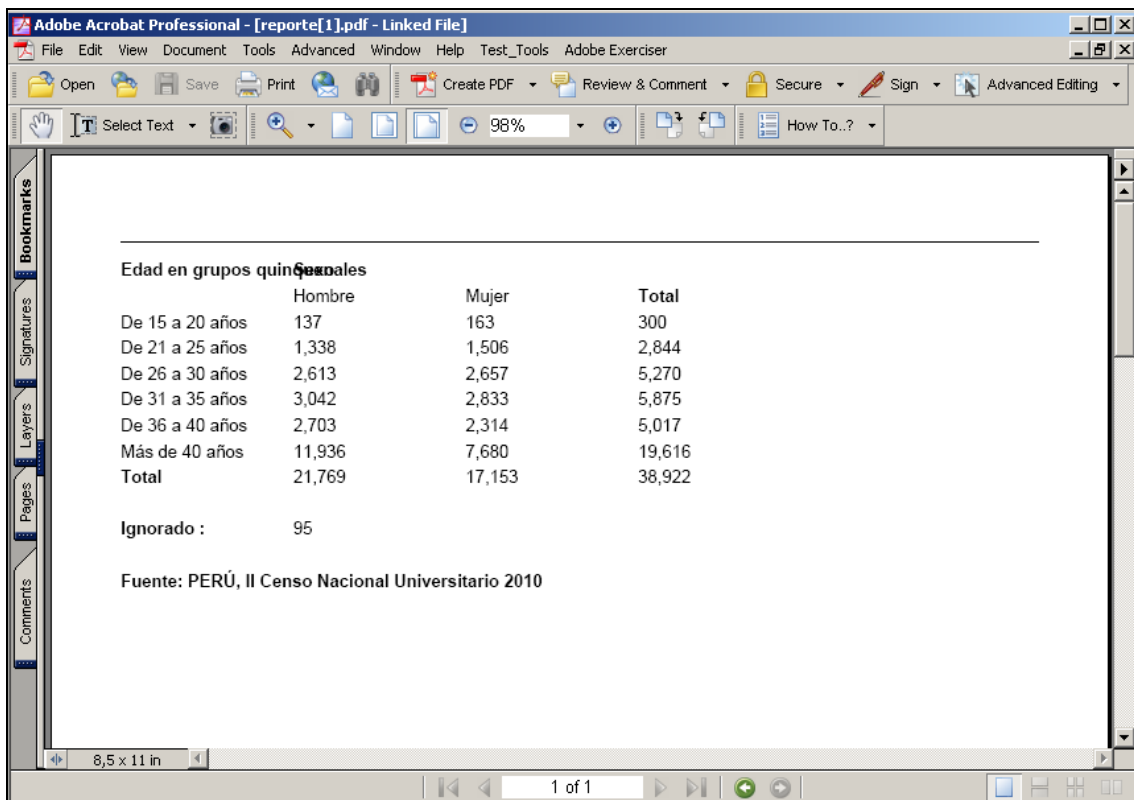 Adobe Acrobat Professional - [reporte[1].pdf - Linked File]
File Edit View Document Tools Advanced Window Help Test_Tools Adobe Exerciser
Open Save Print Create PDF Review & Comment Secure Sign Advanced Editing
Select Text 98% How To..?
Bookmarks
Signatures
Layers
Pages
Comments
Edad en grupos quinquenales Sexo
Hombre Mujer Total
De 15 a 20 años 137 163 300
De 21 a 25 años 1,338 1,506 2,844
De 26 a 30 años 2,613 2,657 5,270
De 31 a 35 años 3,042 2,833 5,875
De 36 a 40 años 2,703 2,314 5,017
Más de 40 años 11,936 7,680 19,616
Total 21,769 17,153 38,922
Ignorado : 95
Fuente: PERÚ, II Censo Nacional Universitario 2010
8,5 x 11 in
1 of 1